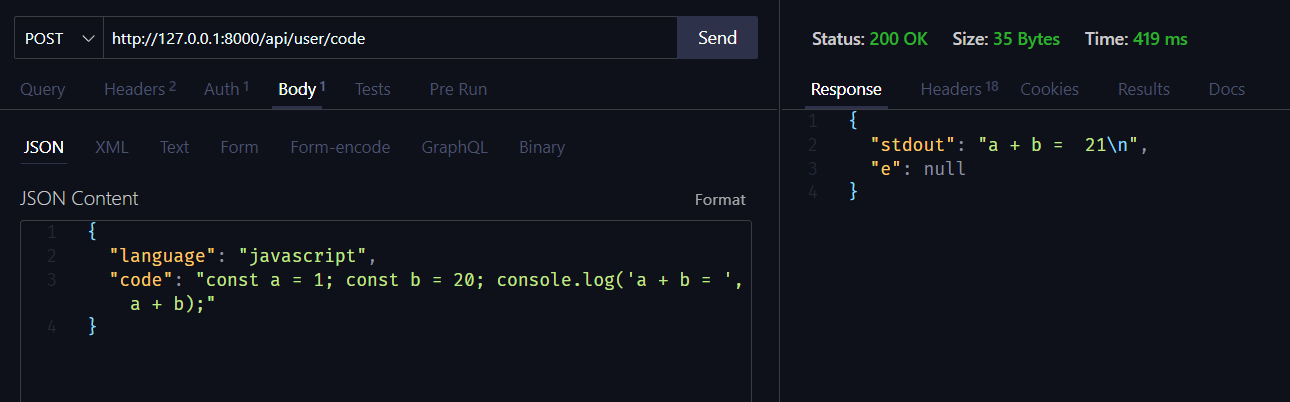 POST http://127.0.0.1:8000/api/user/code Send
Query Headers 2 Auth 1 Body 1 Tests Pre Run
JSON XML Text Form Form-encode GraphQL Binary
JSON Content Format
1 {
2 "language": "javascript",
3 "code": "const a = 1; const b = 20; console.log('a + b = ',
a + b);"
4 }
Status: 200 OK Size: 35 Bytes Time: 419 ms
Response Headers 18 Cookies Results Docs
1 {
2 "stdout": "a + b =  21\n",
3 "e": null
4 }